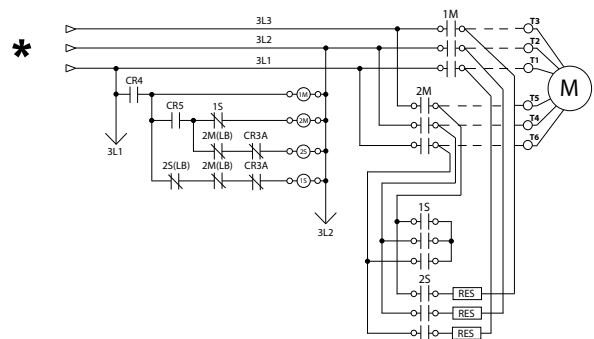 *
3L3
1M
T3
3L2
T2
3L1
T1
CR4
M
2M
T5
T4
T6
1M
CR5
1S
2M
2M(LB)
CR3A
2S
2S(LB)
2M(LB)
CR3A
1S
3L1
3L2
1S
2S
RES
RES
RES